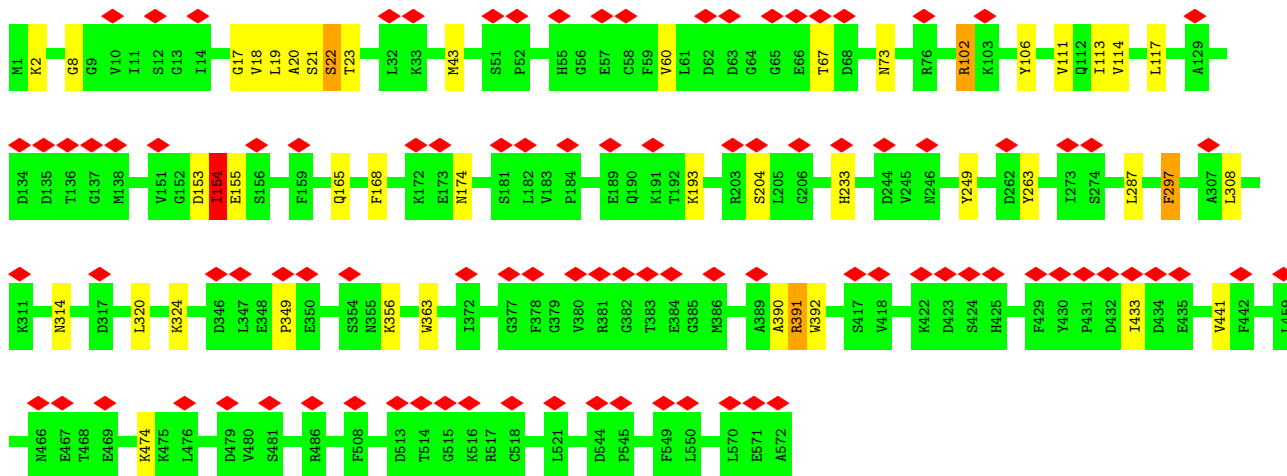 M1 K2 G8 G9 V10 I11 S12 G13 I14 G17 V18 L19 A20 S21 S22 T23 L32 K33 M43 S51 P52 H55 G56 E57 C58 F59 V60 L61 D62 D63 G64 G65 E66 T67 D68 N73 R76 R102 K103 Y106 V111 Q112 I113 V114 L117 A129
D134 D135 T136 G137 M138 V151 G152 D153 I154 E155 S156 F159 Q165 F168 K172 E173 N174 S181 L182 V183 P184 E189 Q190 K191 T192 K193 R203 S204 L205 G206 H233 D244 V245 N246 Y249 D262 Y263 I273 S274 L287 F297 A307 L308
K311 N314 D317 L320 K324 D346 L347 E348 P349 E350 S354 N355 K356 W363 I372 G377 F378 G379 V380 R381 G382 T383 E384 G385 M386 A389 A390 R391 W392 S417 V418 K422 D423 S424 H425 F429 Y430 P431 D432 I433 D434 E435 V441 F442
N466 E467 T468 E469 K474 K475 L476 D479 V480 S481 R486 F508 D513 T514 G515 K516 R517 C518 L521 D544 P545 F549 L550 L570 E571 A572